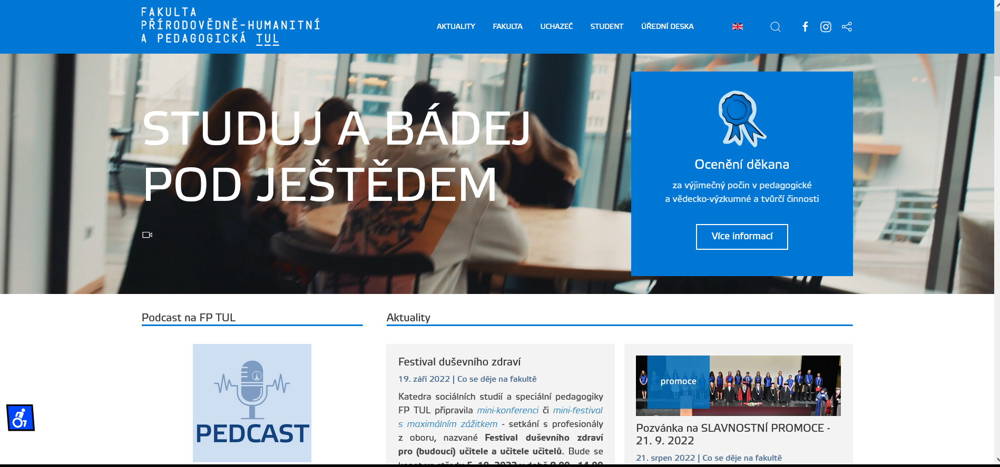 FAKULTA
PŘÍRODOVĚDNĚ-HUMANITNÍ
A PEDAGOGICKÁ TUL
AKTUALITY FAKULTA UCHAZEČ STUDENT ÚŘEDNÍ DESKA
STUDUJ A BÁDEJ
POD JEŠTĚDEM
Ocenění děkana
za výjimečný počin v pedagogické
a vědecko-výzkumné a tvůrčí činnosti
Více informací
Podcast na FP TUL
PEDCAST
Aktuality
Festival duševního zdraví
19. září 2022 | Co se děje na fakultě
Katedra sociálních studií a speciální pedagogiky
FP TUL připravila mini-konferenci či mini-festival
s maximálním zážitkem - setkání s profesionály
z oboru, nazvané Festival duševního zdraví
pro (budoucí) učitele a učitele učitelů. Bude se
promoce
Pozvánka na SLAVNOSTNÍ PROMOCE -
21. 9. 2022
21. srpen 2022 | Co se děje na fakultě